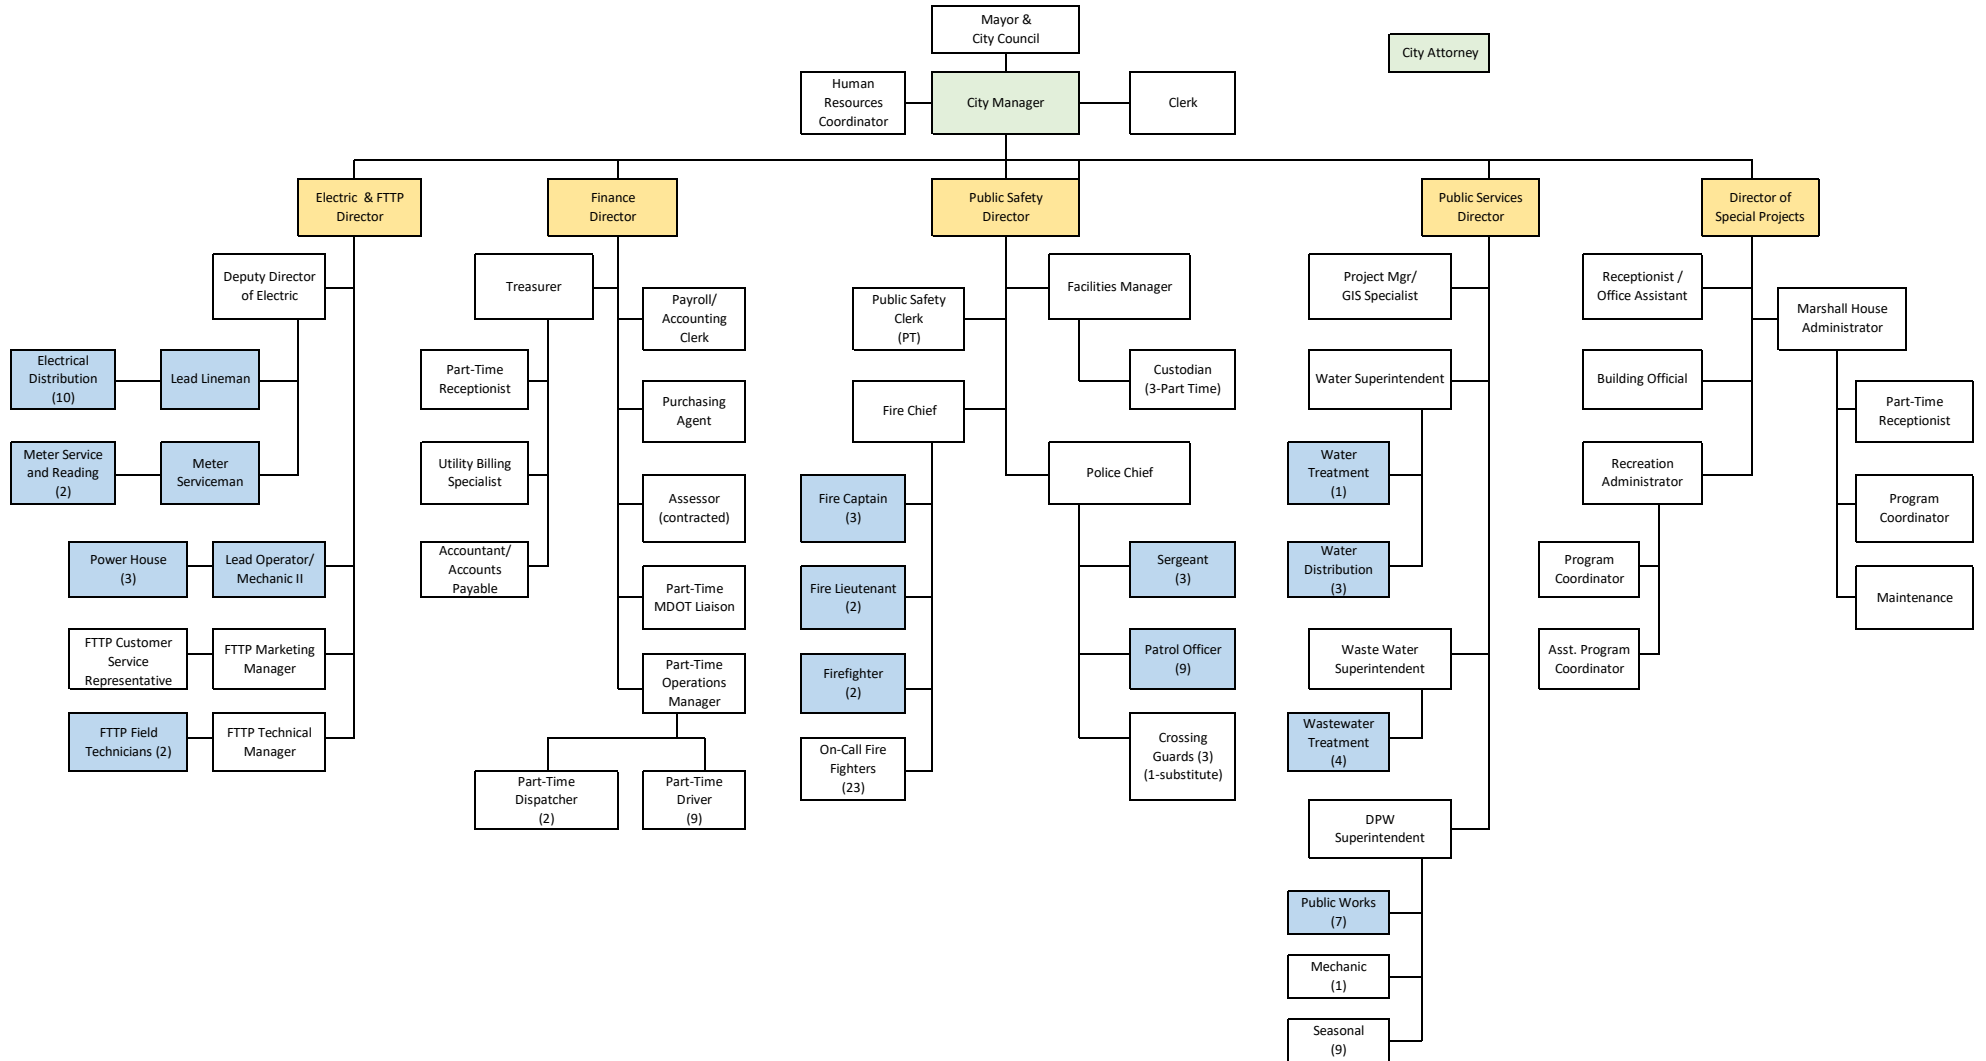 Mayor &
City Council
City Attorney
Human
Resources
Coordinator
City Manager
Clerk
Electric & FTTP
Director
Finance
Director
Public Safety
Director
Public Services
Director
Director of
Special Projects
Deputy Director
of Electric
Electrical
Distribution
(10)
Lead Lineman
Meter Service
and Reading
(2)
Meter
Serviceman
Power House
(3)
Lead Operator/
Mechanic II
FTTP Customer
Service
Representative
FTTP Marketing
Manager
FTTP Field
Technicians (2)
FTTP Technical
Manager
Treasurer
Part-Time
Receptionist
Utility Billing
Specialist
Accountant/
Accounts
Payable
Payroll/
Accounting
Clerk
Purchasing
Agent
Assessor
(contracted)
Part-Time
MDOT Liaison
Part-Time
Operations
Manager
Part-Time
Dispatcher
(2)
Part-Time
Driver
(9)
Public Safety
Clerk
(PT)
Fire Chief
Fire Captain
(3)
Fire Lieutenant
(2)
Firefighter
(2)
On-Call Fire
Fighters
(23)
Facilities Manager
Custodian
(3-Part Time)
Police Chief
Sergeant
(3)
Patrol Officer
(9)
Crossing
Guards (3)
(1-substitute)
Project Mgr/
GIS Specialist
Water Superintendent
Water
Treatment
(1)
Water
Distribution
(3)
Waste Water
Superintendent
Wastewater
Treatment
(4)
DPW
Superintendent
Public Works
(7)
Mechanic
(1)
Seasonal
(9)
Receptionist /
Office Assistant
Building Official
Recreation
Administrator
Program
Coordinator
Asst. Program
Coordinator
Marshall House
Administrator
Part-Time
Receptionist
Program
Coordinator
Maintenance